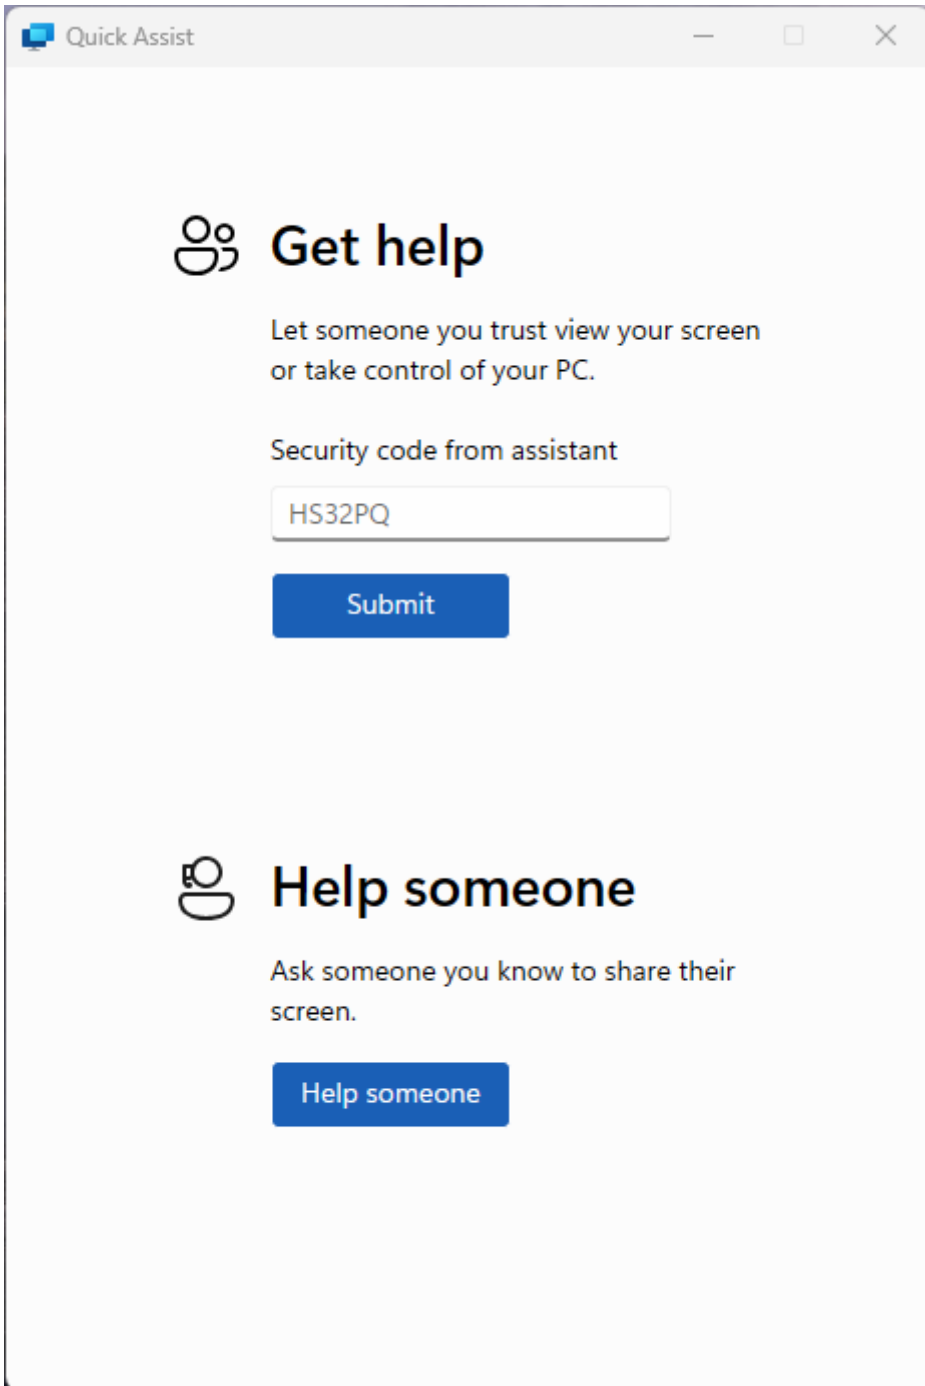 Quick Assist
Get help
Let someone you trust view your screen
or take control of your PC.
Security code from assistant
HS32PQ
Submit
Help someone
Ask someone you know to share their
screen.
Help someone